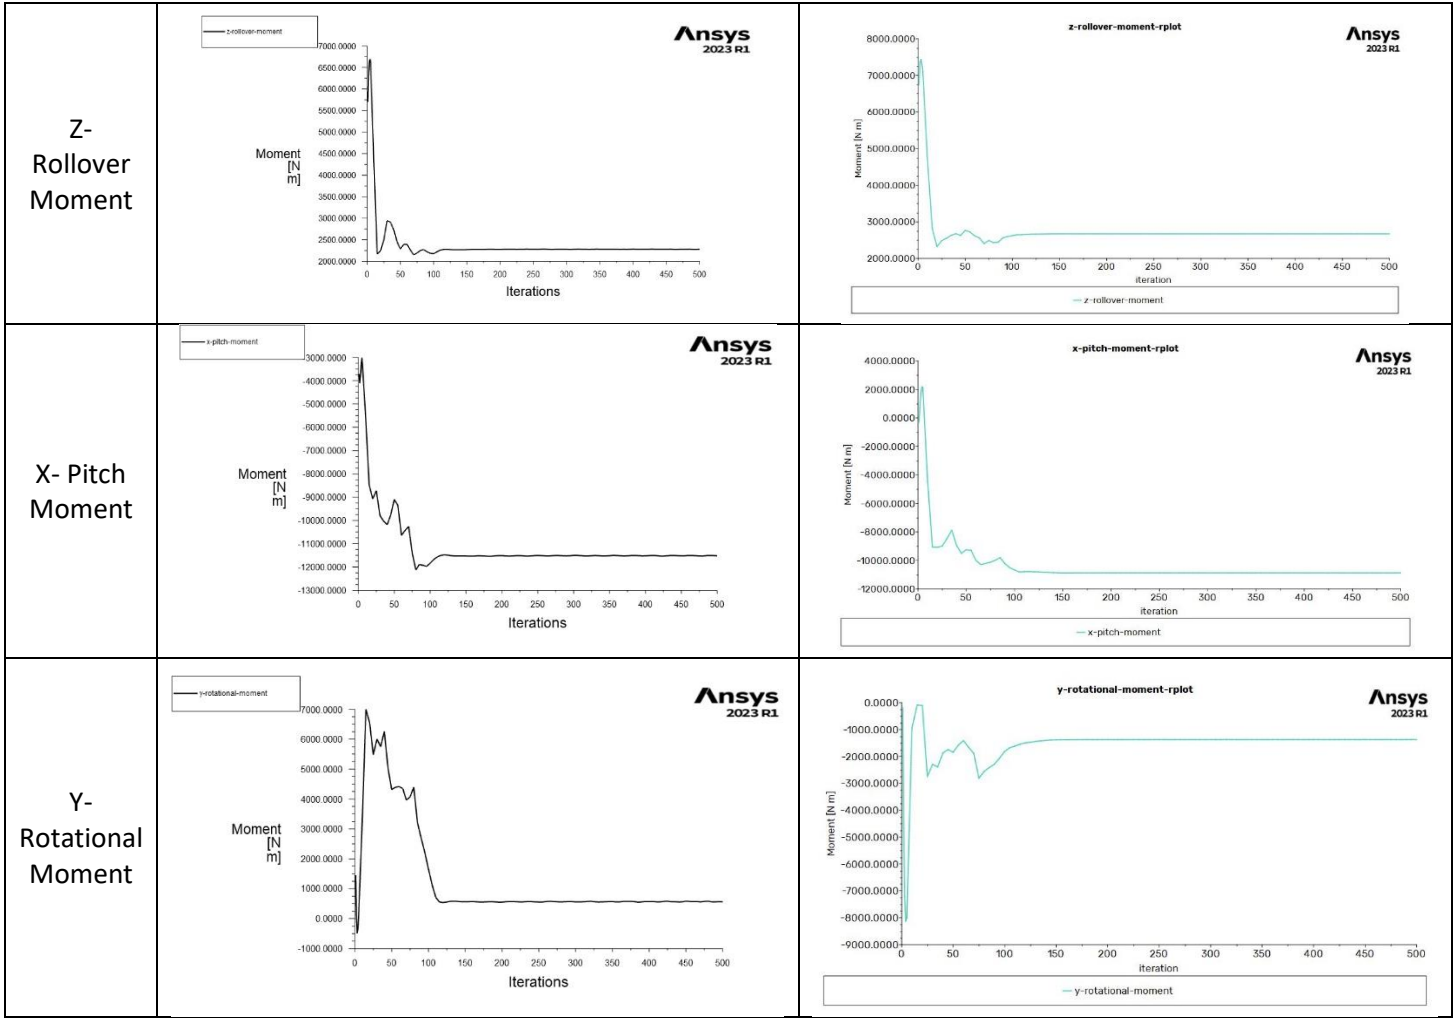 Z-
Rollover
Moment
z-rollover-moment
Ansys
2023 R1
7000.0000
6500.0000
6000.0000
5500.0000
5000.0000
4500.0000
4000.0000
3500.0000
3000.0000
2500.0000
2000.0000
Moment
[N
m]
0 50 100 150 200 250 300 350 400 450 500
Iterations
z-rollover-moment-rplot
Ansys
2023 R1
8000.0000
7000.0000
6000.0000
5000.0000
4000.0000
3000.0000
2000.0000
Moment [N m]
0 50 100 150 200 250 300 350 400 450 500
iteration
z-rollover-moment
X- Pitch
Moment
x-pitch-moment
Ansys
2023 R1
-3000.0000
-4000.0000
-5000.0000
-6000.0000
-7000.0000
-8000.0000
-9000.0000
-10000.0000
-11000.0000
-12000.0000
-13000.0000
Moment
[N
m]
0 50 100 150 200 250 300 350 400 450 500
Iterations
x-pitch-moment-rplot
Ansys
2023 R1
4000.0000
2000.0000
0.0000
-2000.0000
-4000.0000
-6000.0000
-8000.0000
-10000.0000
-12000.0000
Moment [N m]
0 50 100 150 200 250 300 350 400 450 500
iteration
x-pitch-moment
Y-
Rotational
Moment
y-rotational-moment
Ansys
2023 R1
7000.0000
6000.0000
5000.0000
4000.0000
3000.0000
2000.0000
1000.0000
0.0000
-1000.0000
Moment
[N
m]
0 50 100 150 200 250 300 350 400 450 500
Iterations
y-rotational-moment-rplot
Ansys
2023 R1
0.0000
-1000.0000
-2000.0000
-3000.0000
-4000.0000
-5000.0000
-6000.0000
-7000.0000
-8000.0000
-9000.0000
Moment [N m]
0 50 100 150 200 250 300 350 400 450 500
iteration
y-rotational-moment